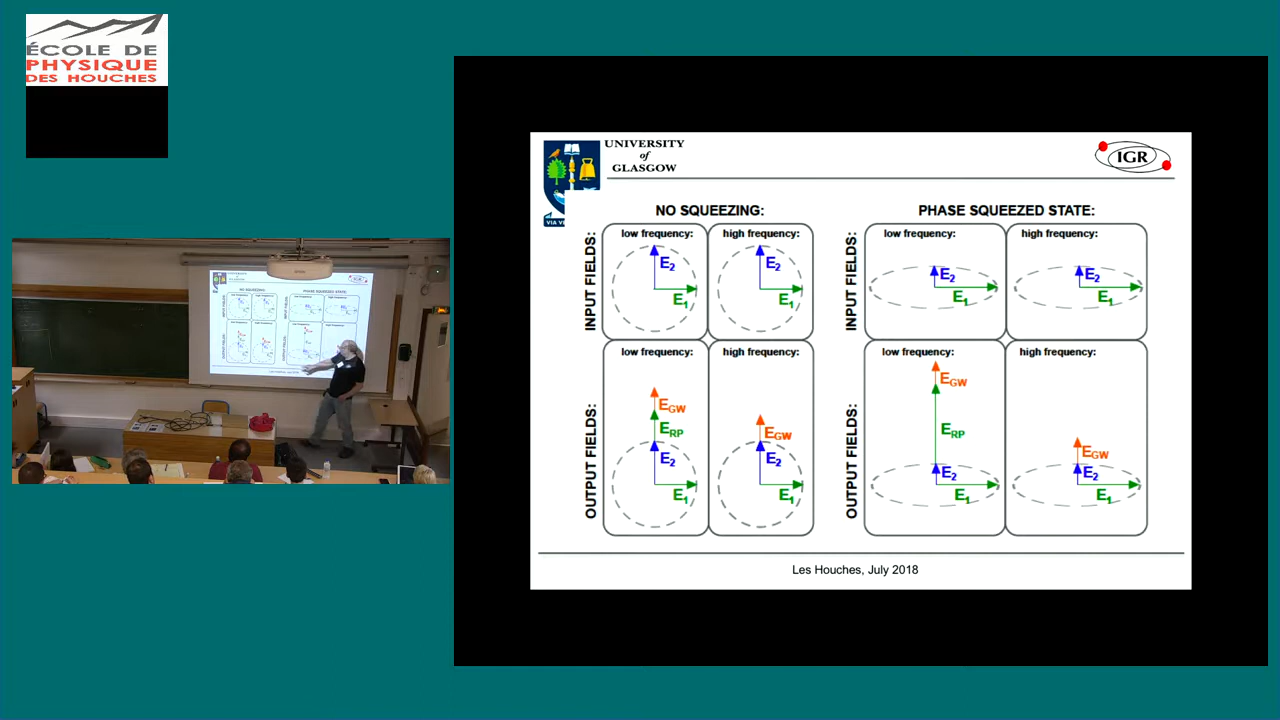 ÉCOLE DE
PHYSIQUE
DES HOUCHES
UNIVERSITY
of
GLASGOW
IGR
NO SQUEEZING:
INPUT FIELDS:
low frequency:
E2
E1
high frequency:
E2
E1
OUTPUT FIELDS:
low frequency:
EGW
ERP
E2
E1
high frequency:
EGW
E2
E1
PHASE SQUEEZED STATE:
INPUT FIELDS:
low frequency:
E2
E1
high frequency:
E2
E1
OUTPUT FIELDS:
low frequency:
EGW
ERP
E2
E1
high frequency:
EGW
E2
E1
Les Houches, July 2018